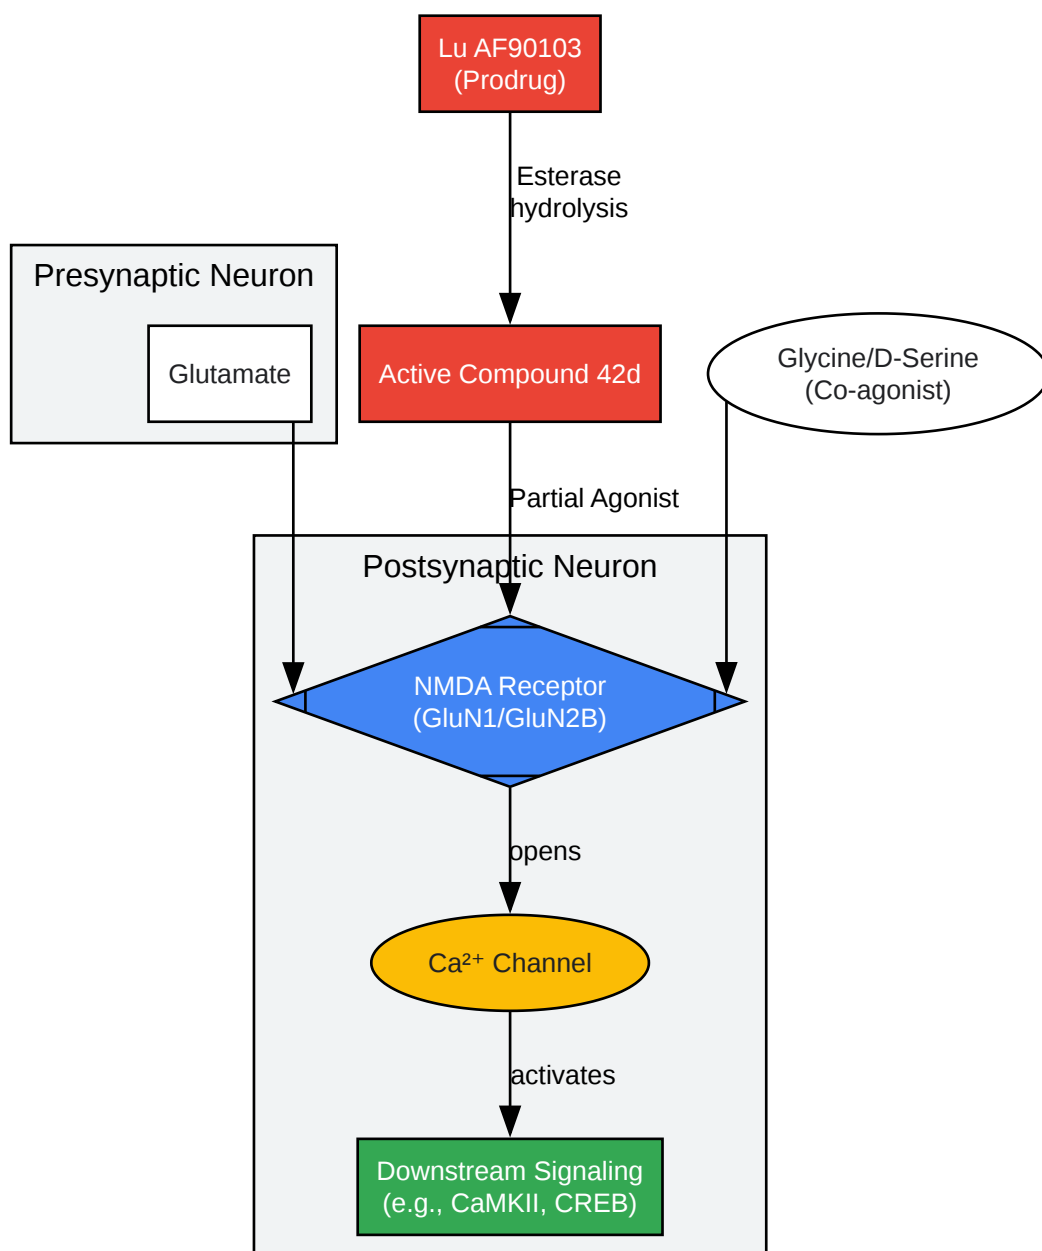 Lu AF90103
(Prodrug)
Esterase
hydrolysis
Presynaptic Neuron
Glutamate
Active Compound 42d
Glycine/D-Serine
(Co-agonist)
Partial Agonist
Postsynaptic Neuron
NMDA Receptor
(GluN1/GluN2B)
opens
Ca²⁺ Channel
activates
Downstream Signaling
(e.g., CaMKII, CREB)